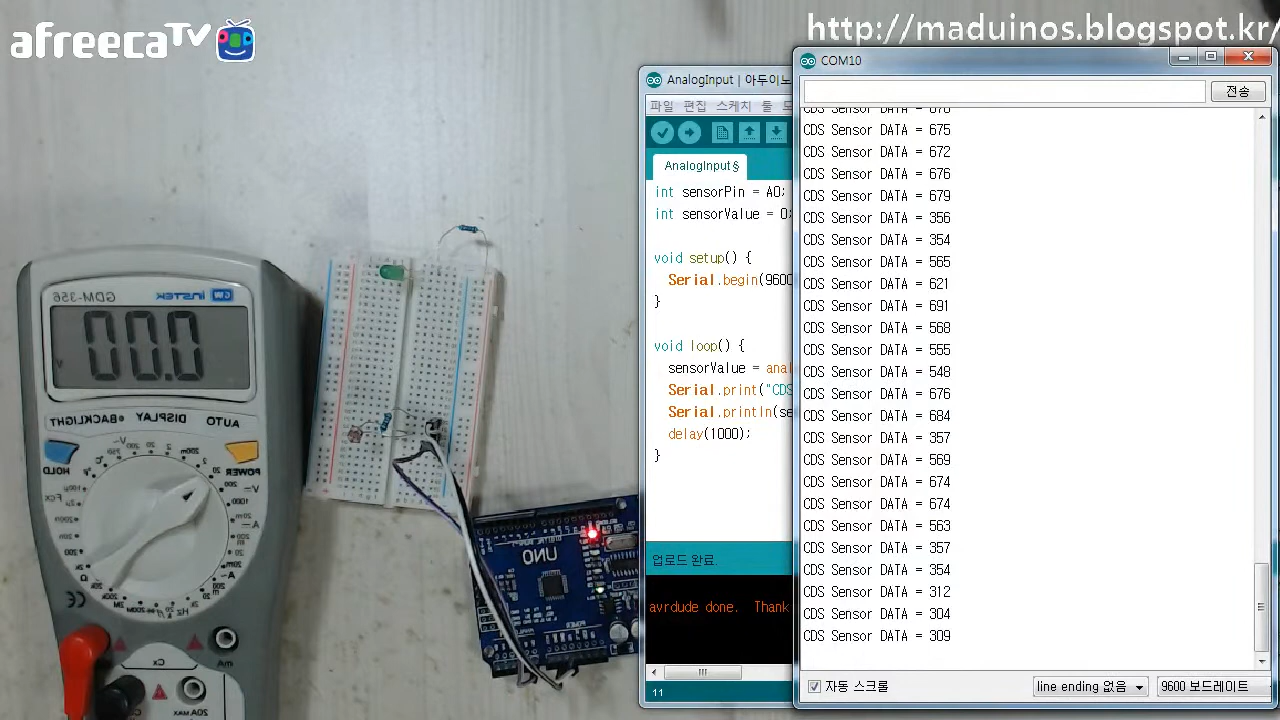 afreecaTV
http://maduinos.blogspot.kr/
COM10
전송
CDS Sensor DATA = 675
CDS Sensor DATA = 672
CDS Sensor DATA = 676
CDS Sensor DATA = 679
CDS Sensor DATA = 356
CDS Sensor DATA = 354
CDS Sensor DATA = 565
CDS Sensor DATA = 621
CDS Sensor DATA = 691
CDS Sensor DATA = 568
CDS Sensor DATA = 555
CDS Sensor DATA = 548
CDS Sensor DATA = 676
CDS Sensor DATA = 684
CDS Sensor DATA = 357
CDS Sensor DATA = 569
CDS Sensor DATA = 674
CDS Sensor DATA = 674
CDS Sensor DATA = 563
CDS Sensor DATA = 357
CDS Sensor DATA = 354
CDS Sensor DATA = 312
CDS Sensor DATA = 304
CDS Sensor DATA = 309
자동 스크롤
line ending 없음
9600 보드레이트
AnalogInput | 아두이노
파일 편집 스케치 툴
AnalogInput §
int sensorPin = A0;
int sensorValue = 0;
void setup() {
Serial.begin(9600
}
void loop() {
sensorValue = anal
Serial.print("CDS
Serial.println(se
delay(1000);
}
업로드 완료.
avrdude done. Thank
11
GDM-356
GW INSTEK
00.0
V
BACKLIGHT
DISPLAY
AUTO
HOLD
POWER
CE
Cx
mA
20A MAX
UNO
POWER